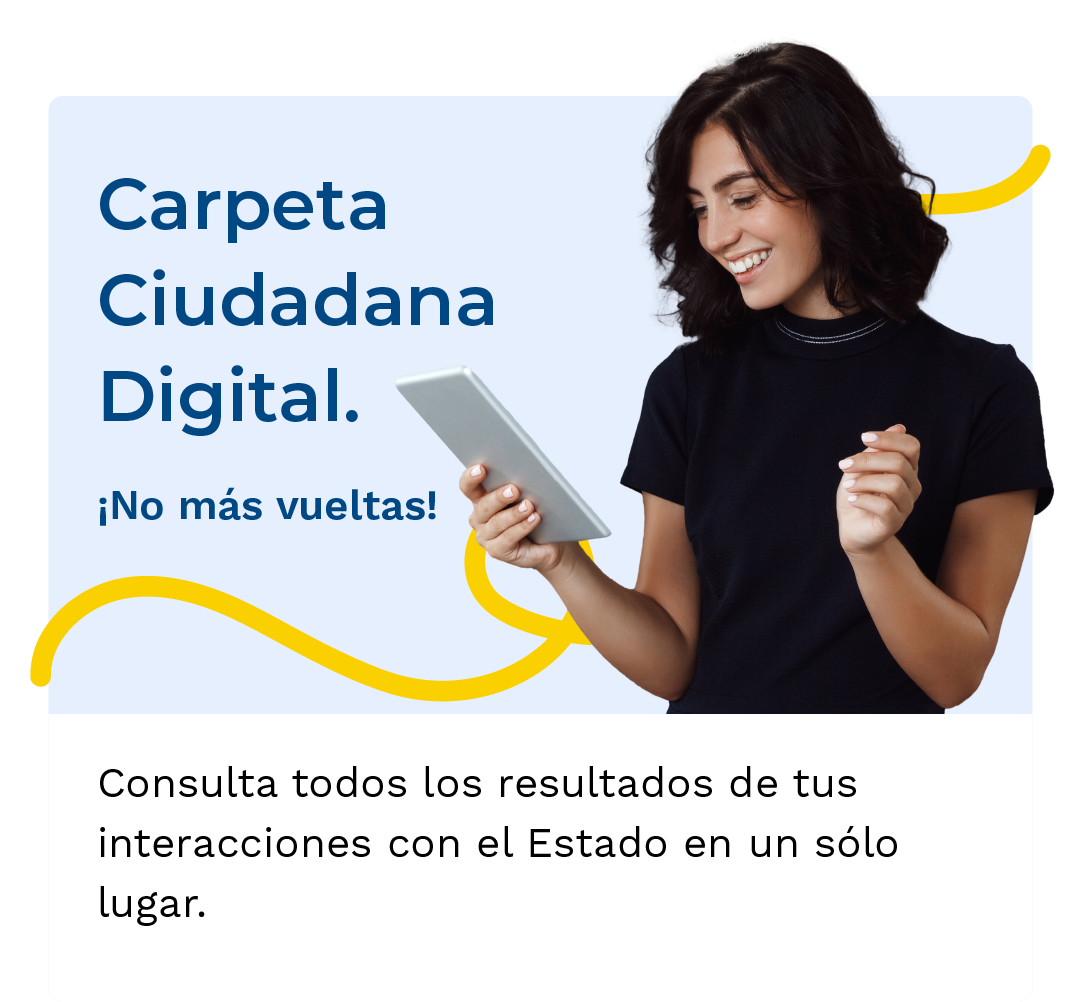 Carpeta
Ciudadana
Digital.
¡No más vueltas!
Consulta todos los resultados de tus
interacciones con el Estado en un sólo
lugar.